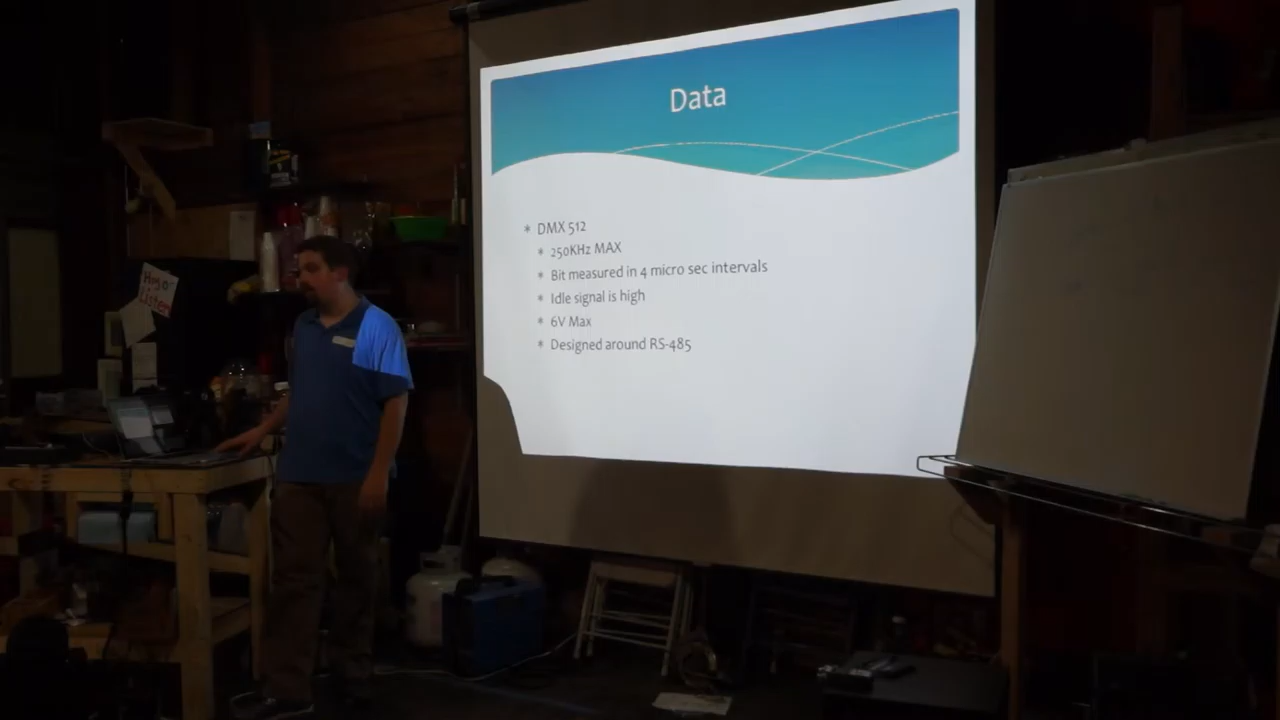 Data
* DMX 512
* 250KHz MAX
* Bit measured in 4 micro sec intervals
* Idle signal is high
* 6V Max
* Designed around RS-485
Listen